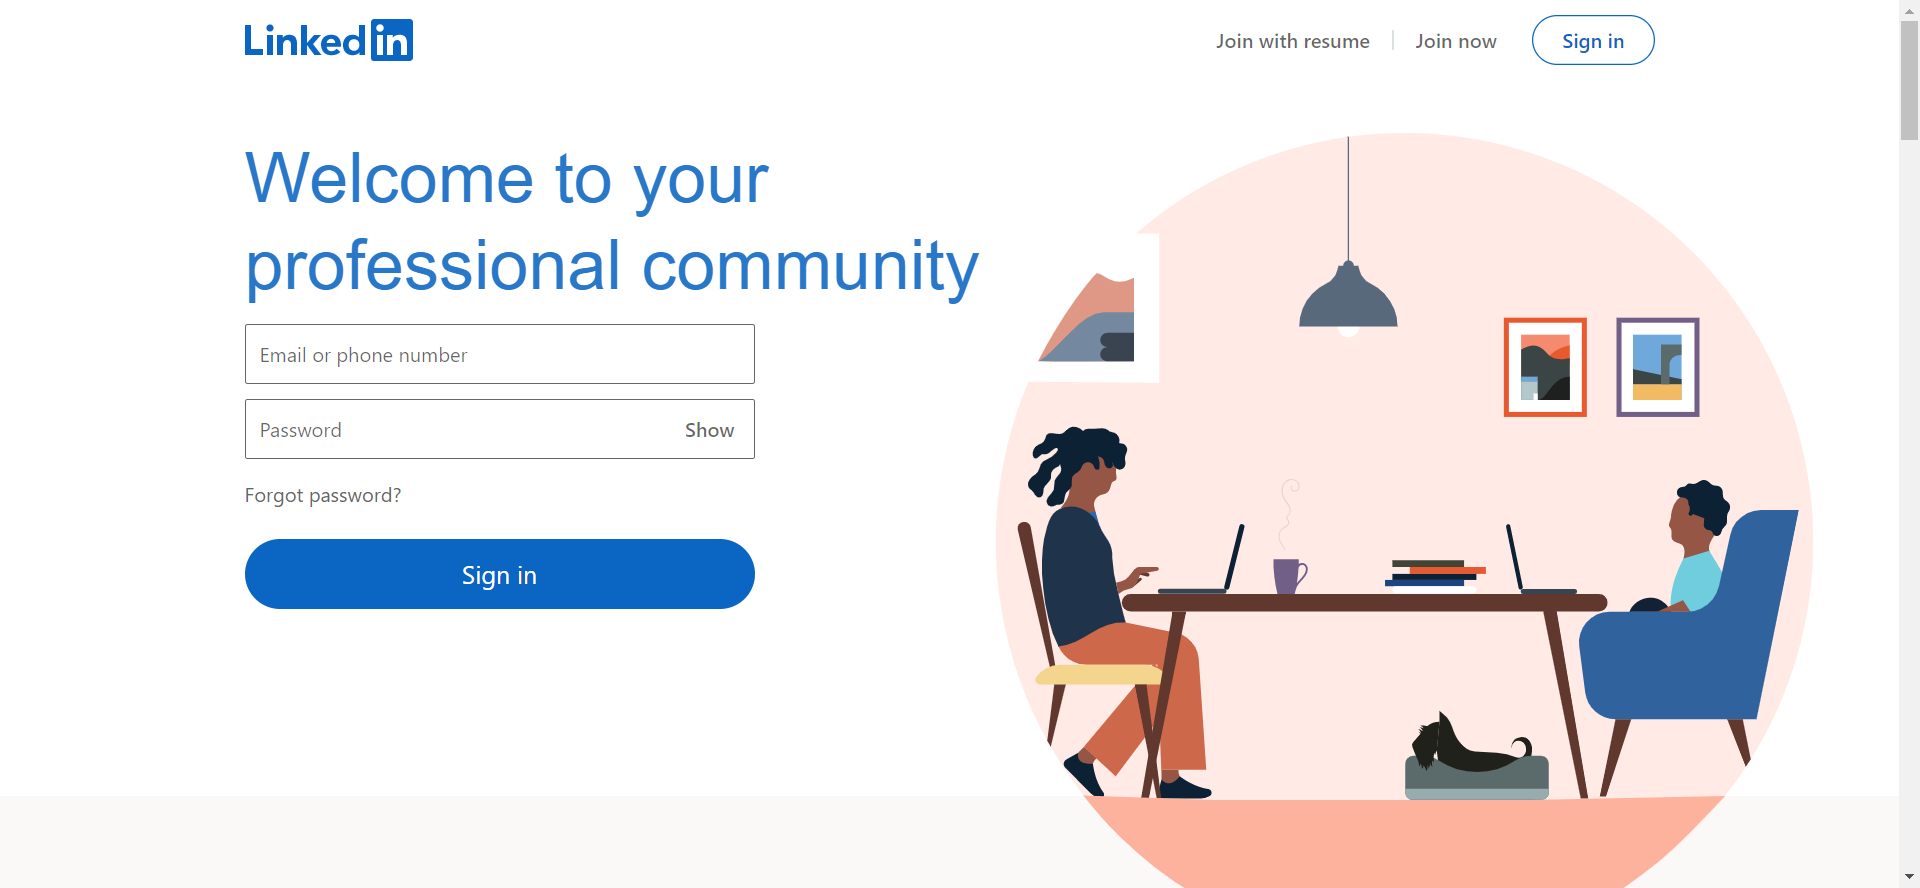 Linkedin
Join with resume
Join now
Sign in
Welcome to your
professional community
Email or phone number
Password
Show
Forgot password?
Sign in